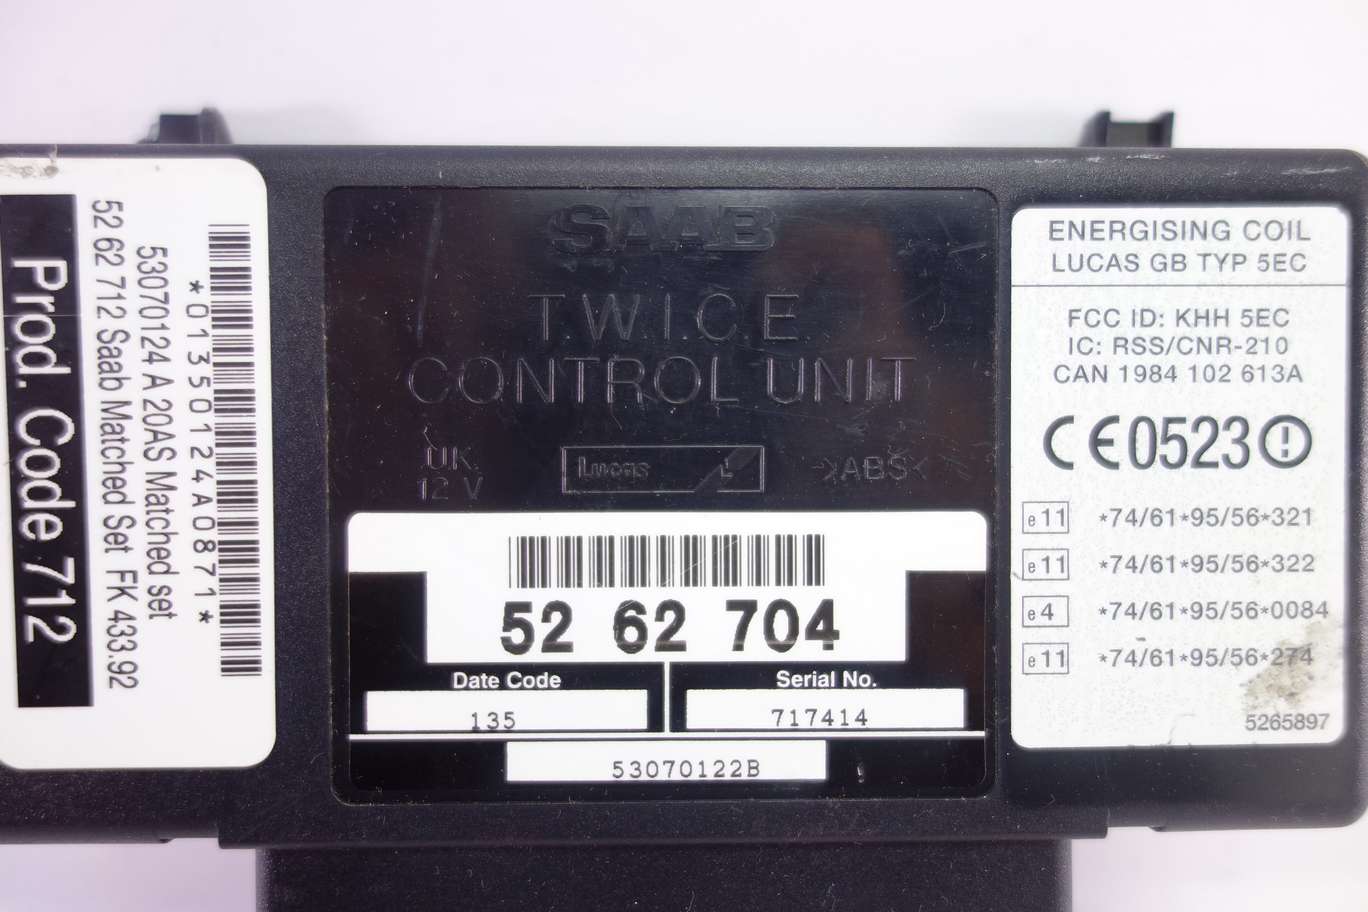 Prod. Code 712
52 62 712 Saab Matched Set FK 433.92
53070124 A 20AS Matched set
*01350124A0871*
SAAB
T.W.I.C.E
CONTROL UNIT
U.K.
12 V
Lucas
>ABS<
52 62 704
Date Code
135
Serial No.
717414
53070122B
ENERGISING COIL
LUCAS GB TYP 5EC
FCC ID: KHH 5EC
IC: RSS/CNR-210
CAN 1984 102 613A
CE0523
e11 *74/61*95/56*321
e11 *74/61*95/56*322
e4 *74/61*95/56*0084
e11 *74/61*95/56*274
5265897